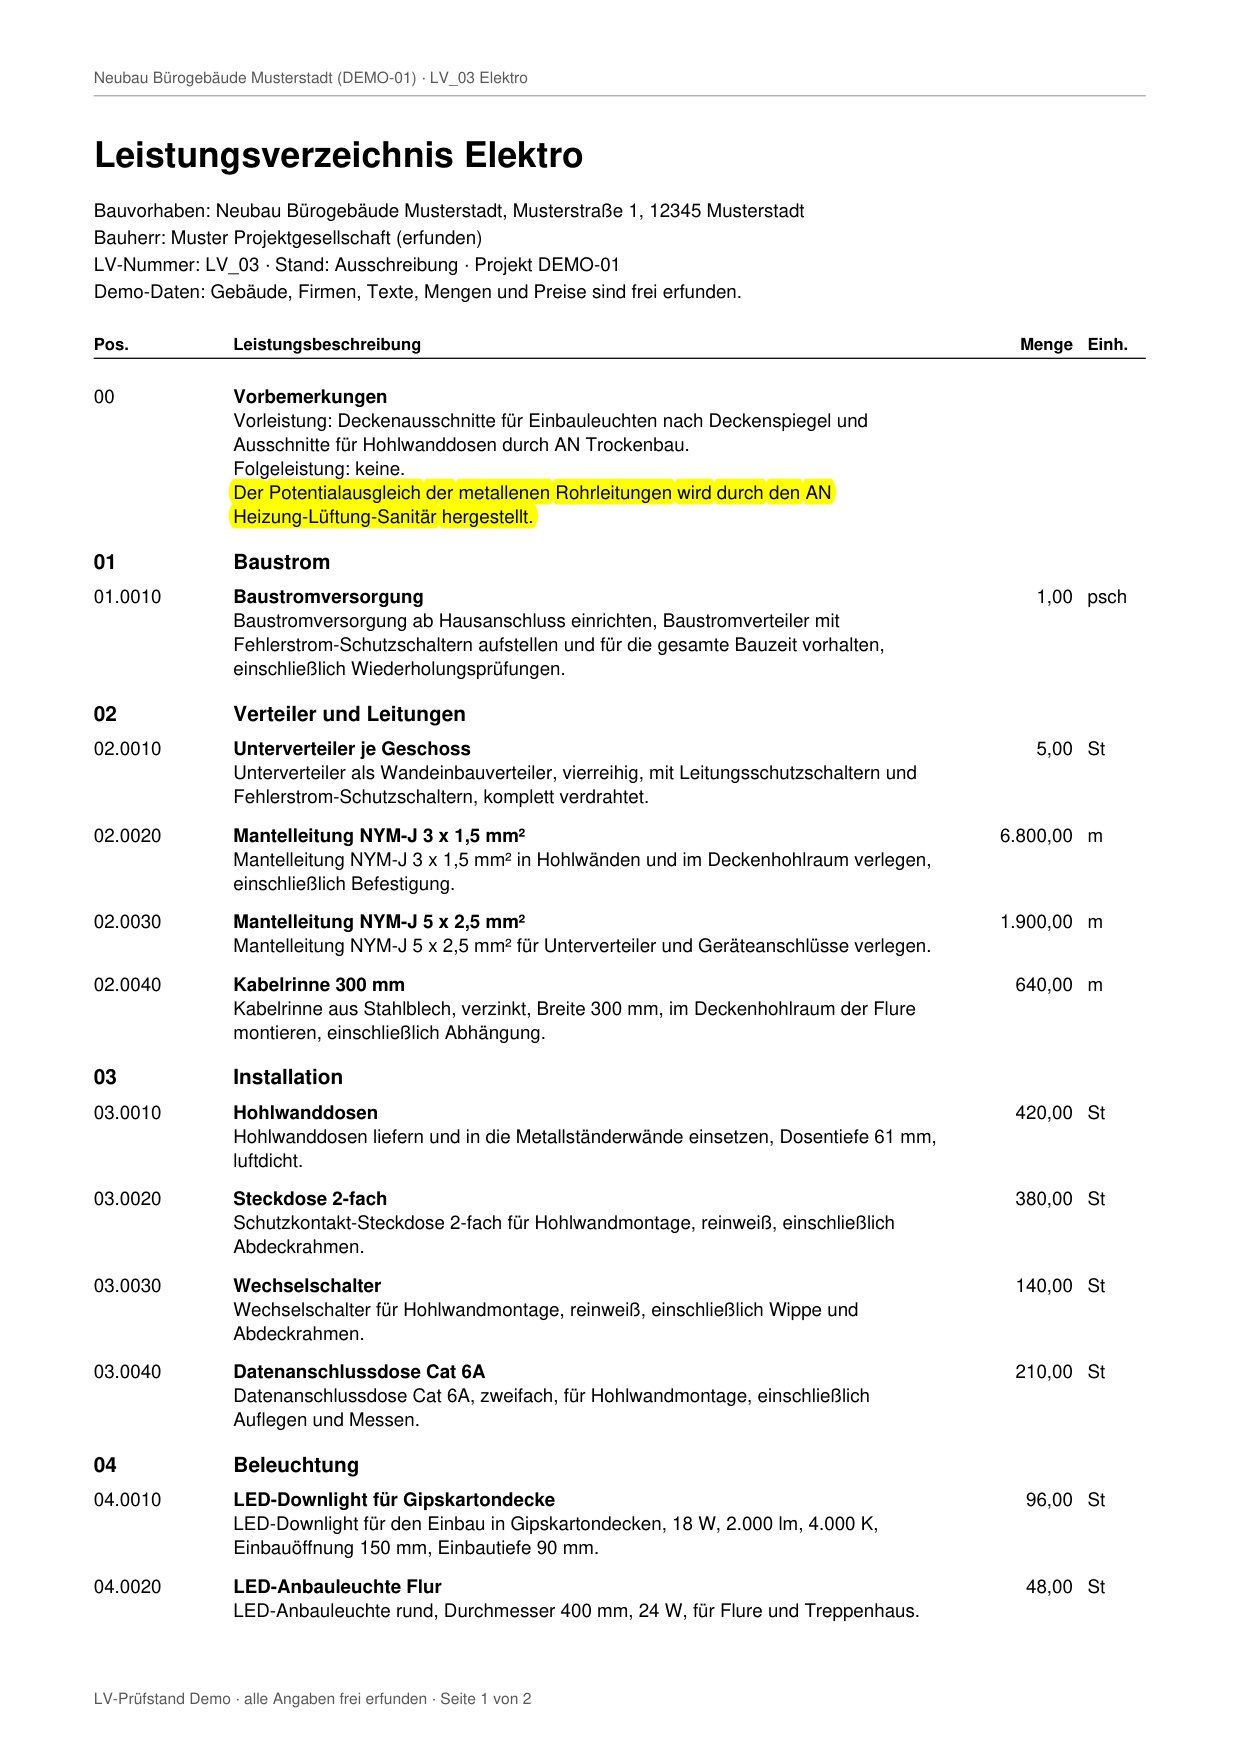 Neubau Bürogebäude Musterstadt (DEMO-01) · LV_03 Elektro
Leistungsverzeichnis Elektro
Bauvorhaben: Neubau Bürogebäude Musterstadt, Musterstraße 1, 12345 Musterstadt
Bauherr: Muster Projektgesellschaft (erfunden)
LV-Nummer: LV_03 · Stand: Ausschreibung · Projekt DEMO-01
Demo-Daten: Gebäude, Firmen, Texte, Mengen und Preise sind frei erfunden.
Pos. Leistungsbeschreibung Menge Einh.
00 Vorbemerkungen
Vorleistung: Deckenausschnitte für Einbauleuchten nach Deckenspiegel und
Ausschnitte für Hohlwanddosen durch AN Trockenbau.
Folgeleistung: keine.
Der Potentialausgleich der metallenen Rohrleitungen wird durch den AN
Heizung-Lüftung-Sanitär hergestellt.
01 Baustrom
01.0010 Baustromversorgung 1,00 psch
Baustromversorgung ab Hausanschluss einrichten, Baustromverteiler mit
Fehlerstrom-Schutzschaltern aufstellen und für die gesamte Bauzeit vorhalten,
einschließlich Wiederholungsprüfungen.
02 Verteiler und Leitungen
02.0010 Unterverteiler je Geschoss 5,00 St
Unterverteiler als Wandeinbauverteiler, vierreihig, mit Leitungsschutzschaltern und
Fehlerstrom-Schutzschaltern, komplett verdrahtet.
02.0020 Mantelleitung NYM-J 3 x 1,5 mm² 6.800,00 m
Mantelleitung NYM-J 3 x 1,5 mm² in Hohlwänden und im Deckenhohlraum verlegen,
einschließlich Befestigung.
02.0030 Mantelleitung NYM-J 5 x 2,5 mm² 1.900,00 m
Mantelleitung NYM-J 5 x 2,5 mm² für Unterverteiler und Geräteanschlüsse verlegen.
02.0040 Kabelrinne 300 mm 640,00 m
Kabelrinne aus Stahlblech, verzinkt, Breite 300 mm, im Deckenhohlraum der Flure
montieren, einschließlich Abhängung.
03 Installation
03.0010 Hohlwanddosen 420,00 St
Hohlwanddosen liefern und in die Metallständerwände einsetzen, Dosentiefe 61 mm,
luftdicht.
03.0020 Steckdose 2-fach 380,00 St
Schutzkontakt-Steckdose 2-fach für Hohlwandmontage, reinweiß, einschließlich
Abdeckrahmen.
03.0030 Wechselschalter 140,00 St
Wechselschalter für Hohlwandmontage, reinweiß, einschließlich Wippe und
Abdeckrahmen.
03.0040 Datenanschlussdose Cat 6A 210,00 St
Datenanschlussdose Cat 6A, zweifach, für Hohlwandmontage, einschließlich
Auflegen und Messen.
04 Beleuchtung
04.0010 LED-Downlight für Gipskartondecke 96,00 St
LED-Downlight für den Einbau in Gipskartondecken, 18 W, 2.000 lm, 4.000 K,
Einbauöffnung 150 mm, Einbautiefe 90 mm.
04.0020 LED-Anbauleuchte Flur 48,00 St
LED-Anbauleuchte rund, Durchmesser 400 mm, 24 W, für Flure und Treppenhaus.
LV-Prüfstand Demo · alle Angaben frei erfunden · Seite 1 von 2